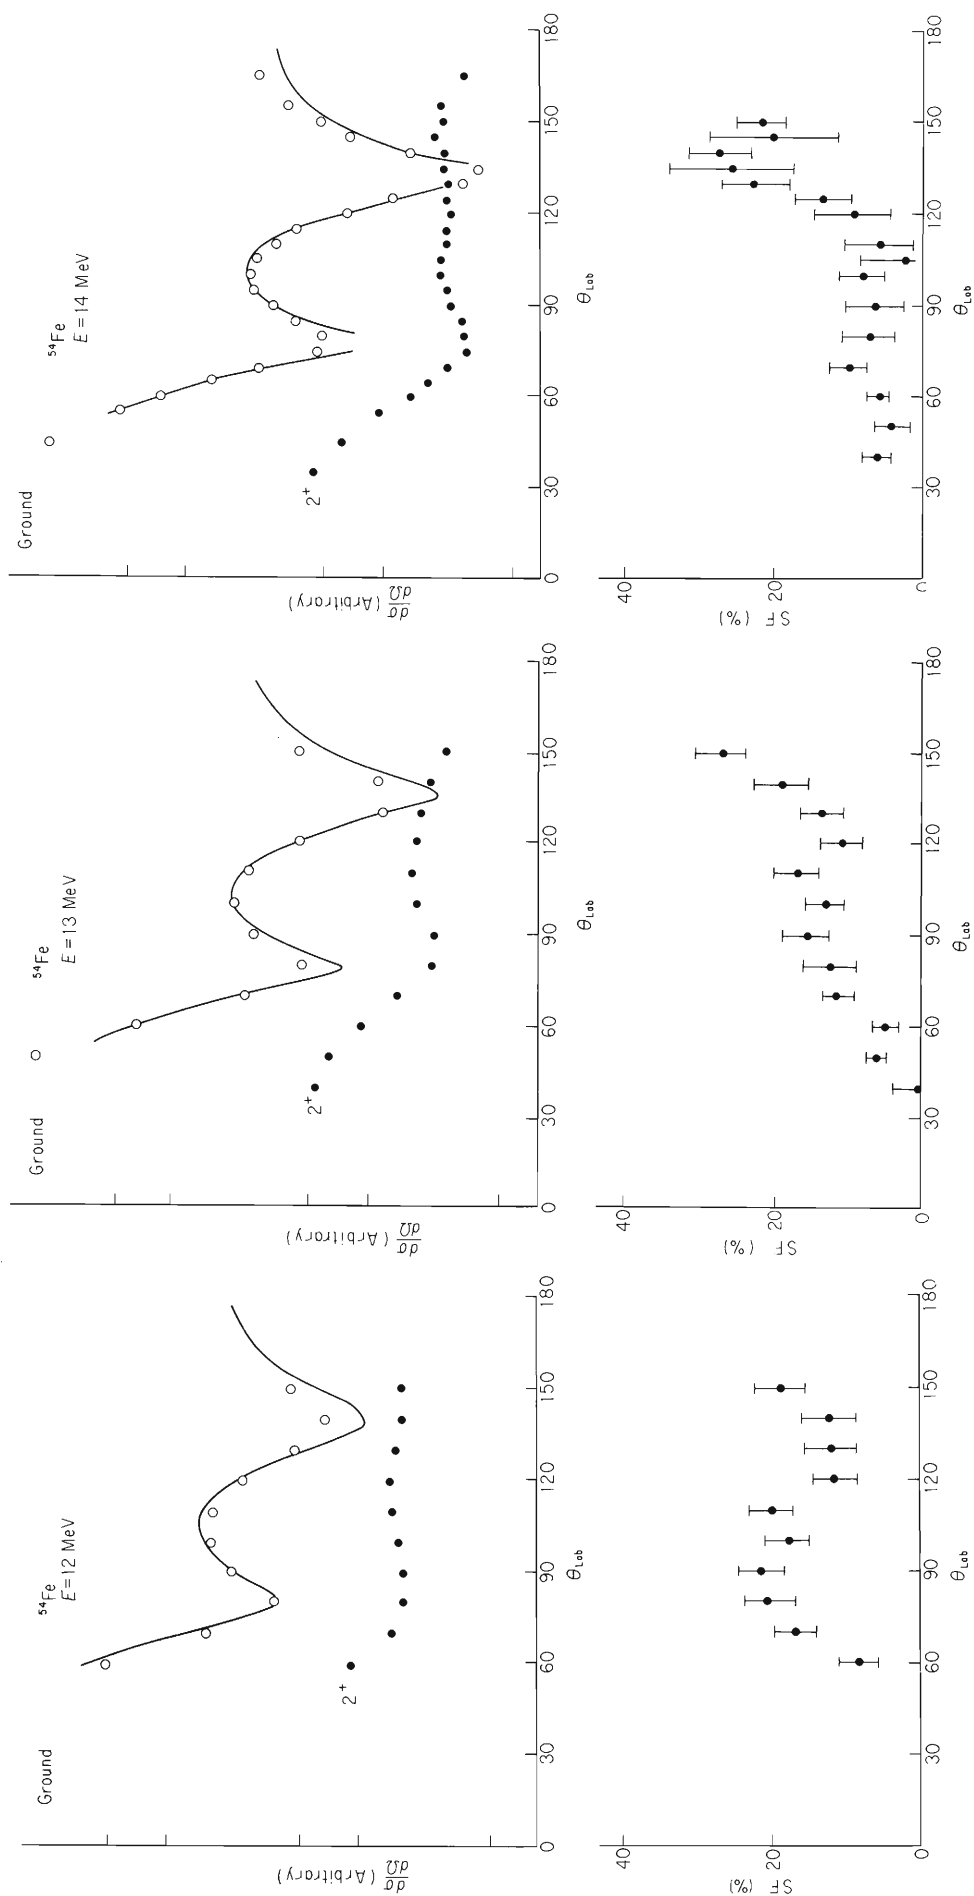 Ground
⁵⁴Fe
E = 12 MeV
2⁺
dσ/dΩ (Arbitrary)
0 30 60 90 120 150 180
θLab
40
20
0
SF (%)
30 60 90 120 150 180
θLab
Ground
⁵⁴Fe
E = 13 MeV
2⁺
dσ/dΩ (Arbitrary)
0 30 60 90 120 150 180
θLab
40
20
0
SF (%)
30 60 90 120 150 180
θLab
Ground
⁵⁴Fe
E = 14 MeV
2⁺
dσ/dΩ (Arbitrary)
0 30 60 90 120 150 180
θLab
40
20
0
SF (%)
30 60 90 120 150 180
θLab